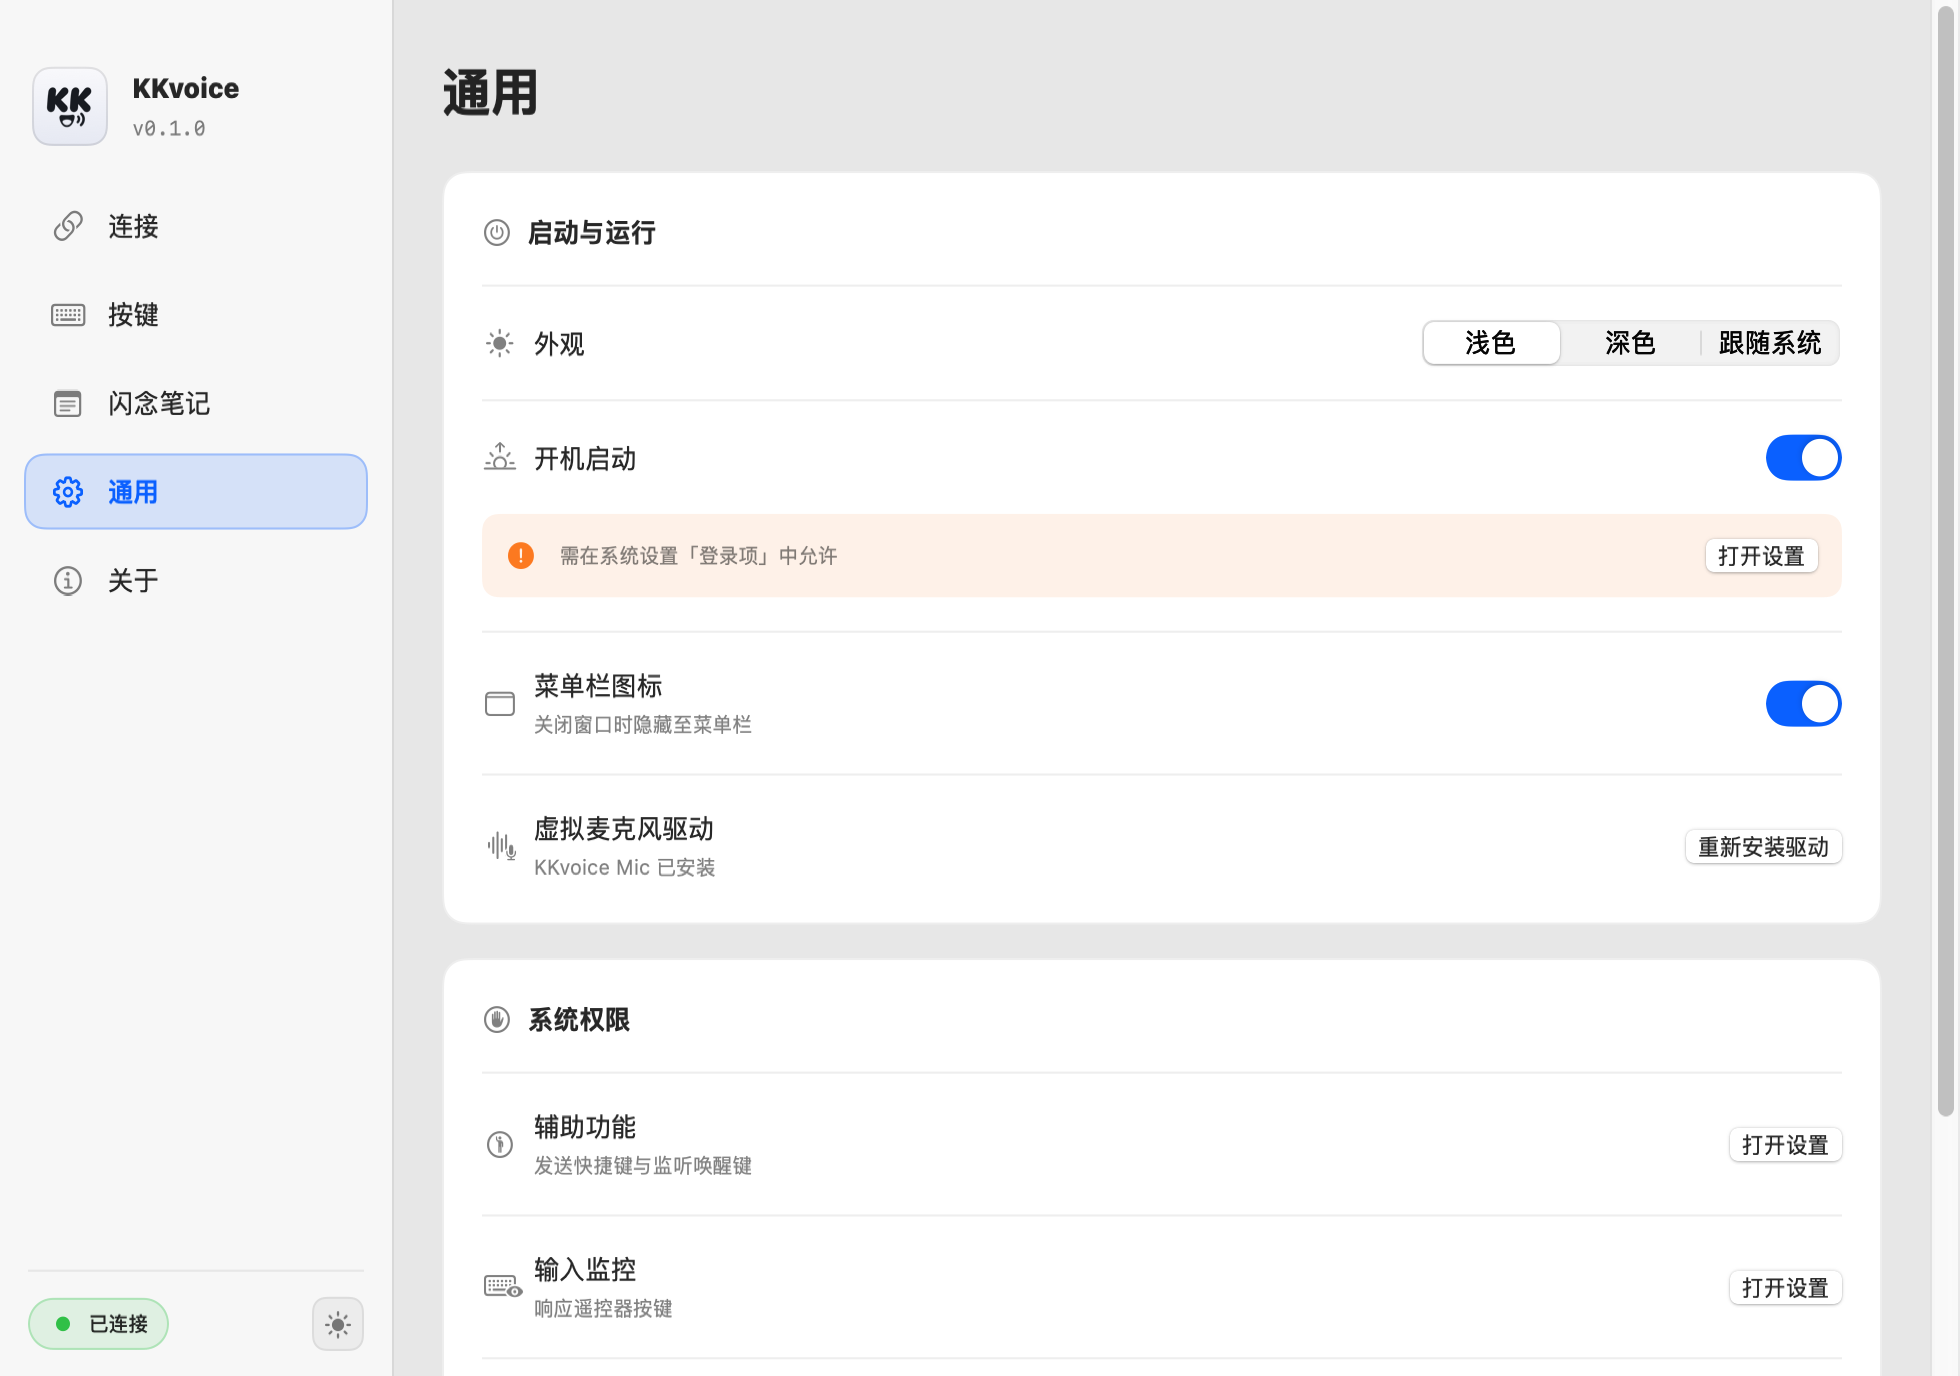 KK
KKvoice
v0.1.0
连接
按键
闪念笔记
通用
关于
已连接
通用
启动与运行
外观
浅色
深色
跟随系统
开机启动
需在系统设置「登录项」中允许
打开设置
菜单栏图标
关闭窗口时隐藏至菜单栏
虚拟麦克风驱动
KKvoice Mic 已安装
重新安装驱动
系统权限
辅助功能
发送快捷键与监听唤醒键
打开设置
输入监控
响应遥控器按键
打开设置